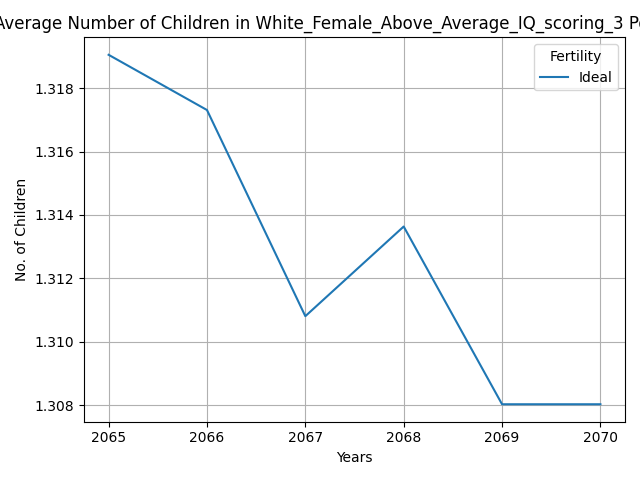 Average Number of Children in White_Female_Above_Average_IQ_scoring_3
Fertility
Ideal
1.318
1.316
1.314
1.312
1.310
1.308
No. of Children
2065 2066 2067 2068 2069 2070
Years